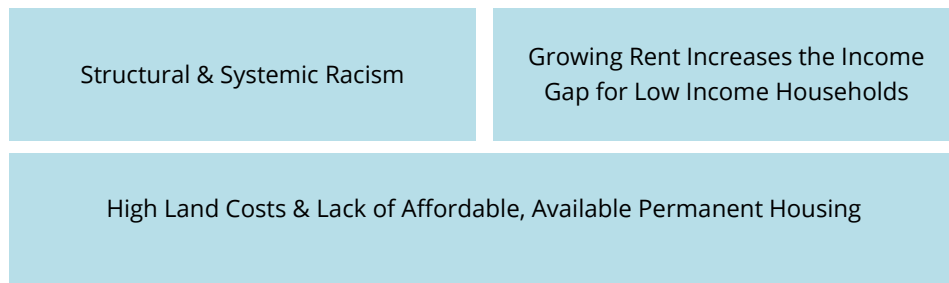 Structural & Systemic Racism
Growing Rent Increases the Income
Gap for Low Income Households
High Land Costs & Lack of Affordable, Available Permanent Housing